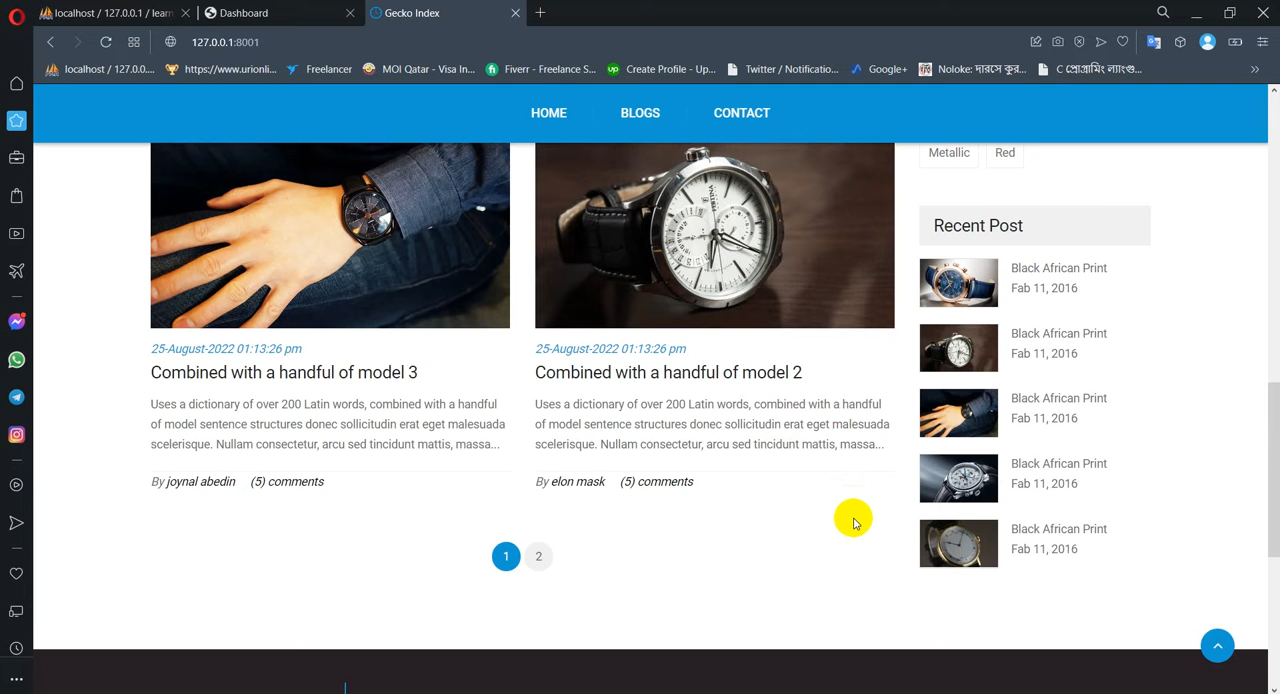 localhost / 127.0.0.1 / learn
Dashboard
Gecko Index
127.0.0.1:8001
localhost / 127.0.0....
https://www.urionli...
Freelancer
MOI Qatar - Visa In...
Fiverr - Freelance S...
Create Profile - Up...
Twitter / Notificatio...
Google+
Noloke: দারসে কুর...
C প্রোগ্রামিং ল্যাংগু...
HOME
BLOGS
CONTACT
Metallic
Red
Recent Post
Black African Print
Fab 11, 2016
Black African Print
Fab 11, 2016
Black African Print
Fab 11, 2016
Black African Print
Fab 11, 2016
Black African Print
Fab 11, 2016
25-August-2022 01:13:26 pm
Combined with a handful of model 3
Uses a dictionary of over 200 Latin words, combined with a handful
of model sentence structures donec sollicitudin erat eget malesuada
scelerisque. Nullam consectetur, arcu sed tincidunt mattis, massa...
By joynal abedin (5) comments
25-August-2022 01:13:26 pm
Combined with a handful of model 2
Uses a dictionary of over 200 Latin words, combined with a handful
of model sentence structures donec sollicitudin erat eget malesuada
scelerisque. Nullam consectetur, arcu sed tincidunt mattis, massa...
By elon mask (5) comments
1
2